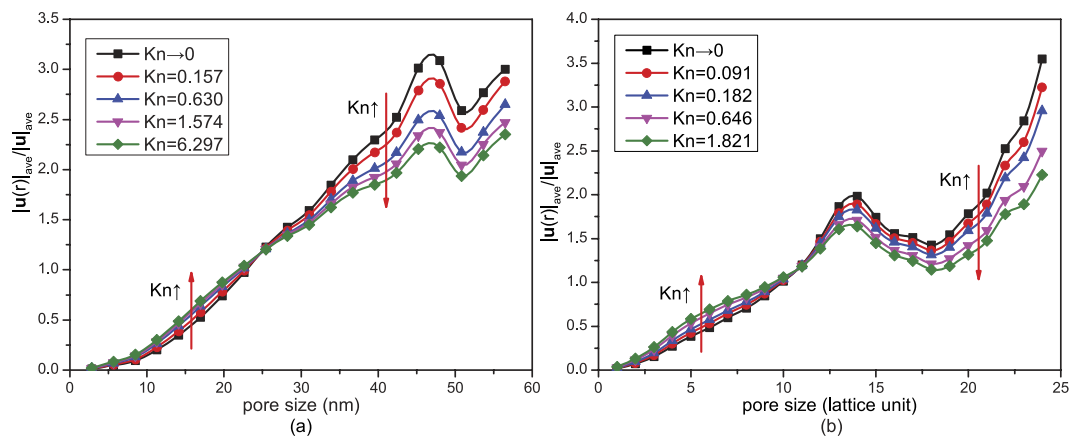 (a)
|u(r)|ave/|u|ave
3.5
3.0
2.5
2.0
1.5
1.0
0.5
0.0
Kn→0
Kn=0.157
Kn=0.630
Kn=1.574
Kn=6.297
Kn↑
Kn↑
0 10 20 30 40 50 60
pore size (nm)
(a)
(b)
|u(r)|ave/|u|ave
4.0
3.5
3.0
2.5
2.0
1.5
1.0
0.5
0.0
Kn→0
Kn=0.091
Kn=0.182
Kn=0.646
Kn=1.821
Kn↑
Kn↑
0 5 10 15 20 25
pore size (lattice unit)
(b)